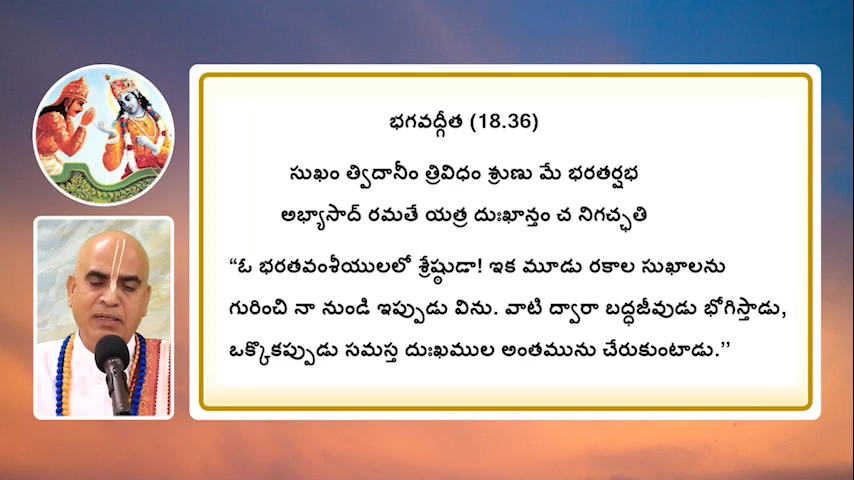 భగవద్గీత (18.36)
సుఖం త్విదానీం త్రివిధం శ్రుణు మే భరతర్షభ
అభ్యాసాద్ రమతే యత్ర దుఃఖాన్తం చ నిగచ్ఛతి
“ఓ భరతవంశీయులలో శ్రేష్ఠుడా! ఇక మూడు రకాల సుఖాలను
గురించి నా నుండి ఇప్పుడు విను. వాటి ద్వారా బద్ధజీవుడు భోగిస్తాడు,
ఒక్కొకప్పుడు సమస్త దుఃఖముల అంతమును చేరుకుంటాడు.’’